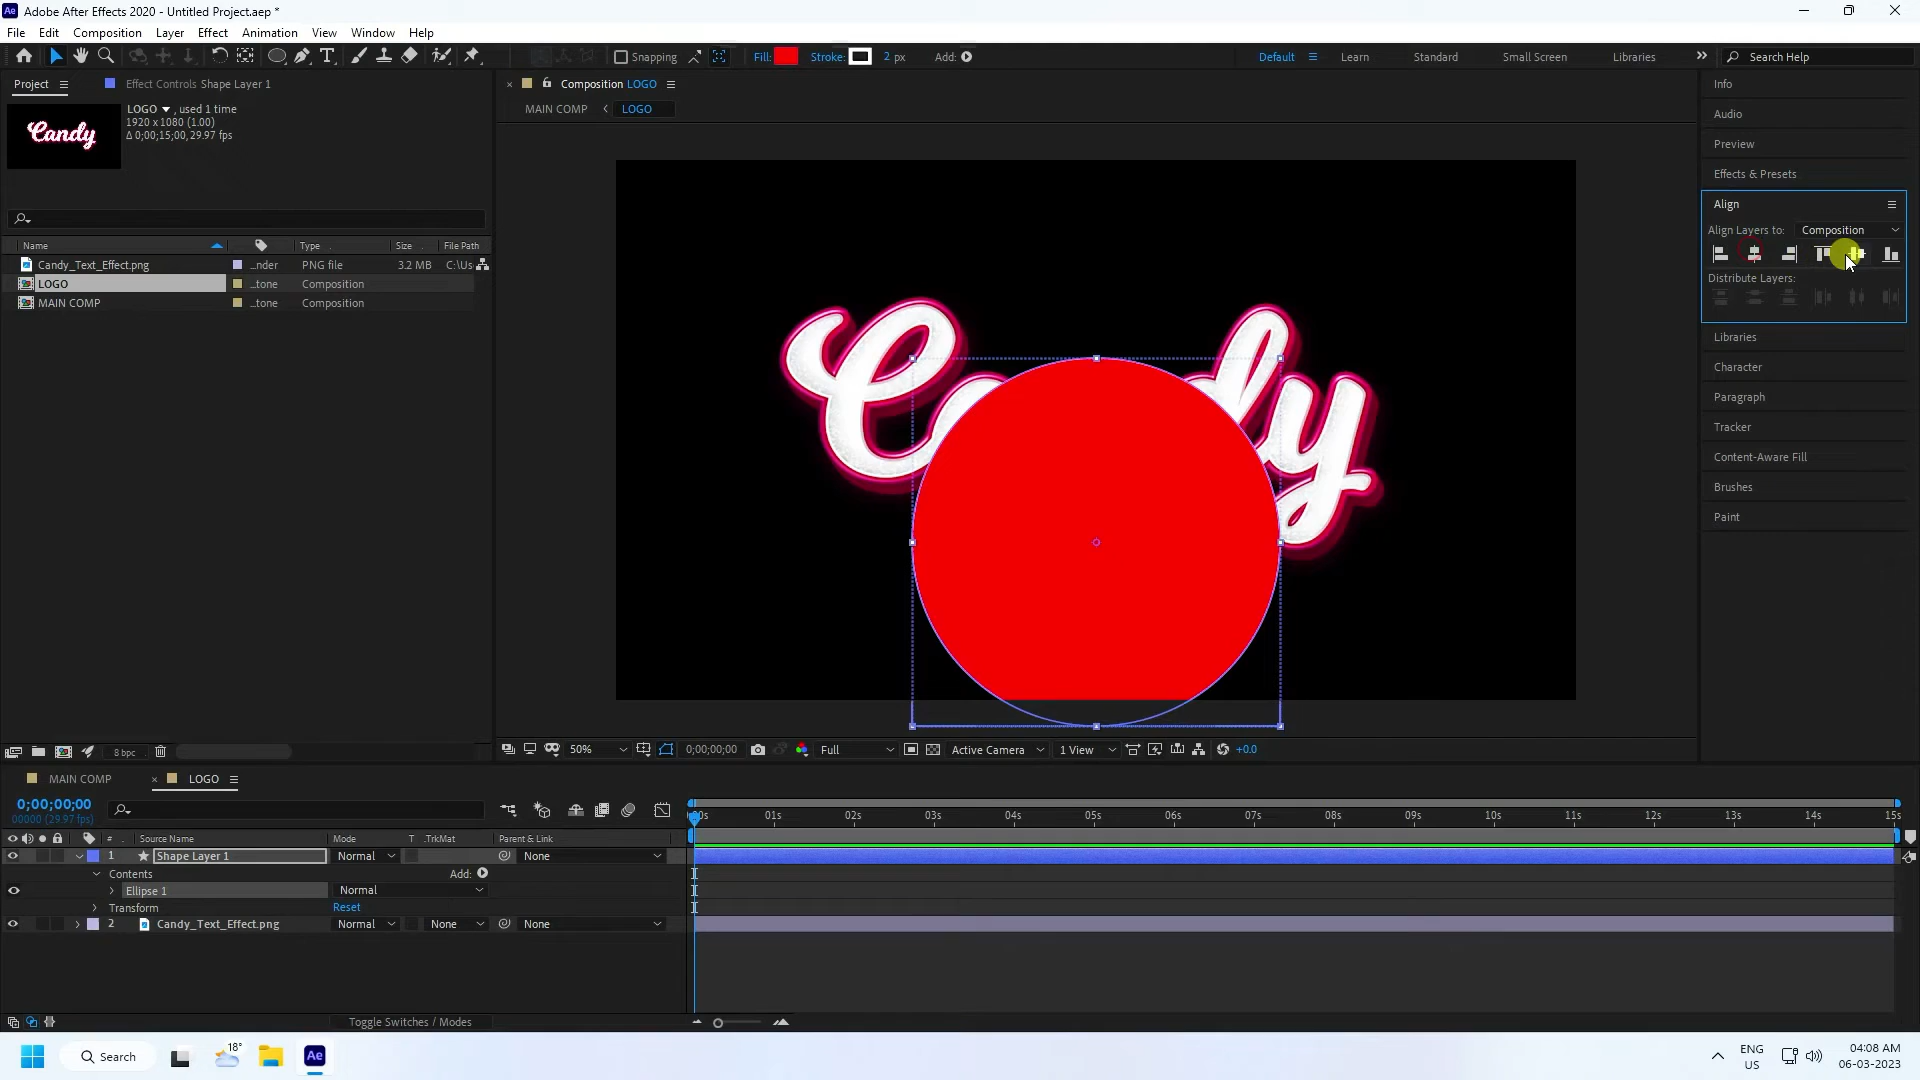 Ae Adobe After Effects 2020 - Untitled Project.aep *
File Edit Composition Layer Effect Animation View Window Help
Snapping Fill: Stroke: 2 px Add: Default Learn Standard Small Screen Libraries Search Help
Project Effect Controls Shape Layer 1 Composition LOGO Info
LOGO , used 1 time
1920 x 1080 (1.00)
Δ 0;00;15;00, 29.97 fps
Candy
MAIN COMP LOGO
Audio
Preview
Effects & Presets
Align
Align Layers to: Composition
Distribute Layers:
Libraries
Character
Paragraph
Tracker
Content-Aware Fill
Brushes
Paint
Name Type Size File Path
Candy_Text_Effect.png ...nder PNG file 3.2 MB C:\Us
LOGO ...tone Composition
MAIN COMP ...tone Composition
8 bpc
50% 0;00;00;00 Full Active Camera 1 View +0.0
MAIN COMP LOGO
0;00;00;00
00000 (29.97 fps)
01s 02s 03s 04s 05s 06s 07s 08s 09s 10s 11s 12s 13s 14s 15s
# Source Name Mode T .TrkMat Parent & Link
1 Shape Layer 1 Normal None
Contents Add:
Ellipse 1 Normal
Transform Reset
2 Candy_Text_Effect.png Normal None None
Toggle Switches / Modes
18° Search Ae
ENG
US
04:08 AM
06-03-2023